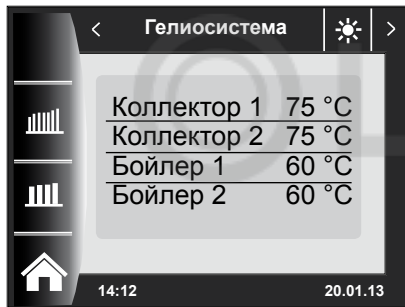 < Гелиосистема >
Коллектор 1 75 °C
Коллектор 2 75 °C
Бойлер 1 60 °C
Бойлер 2 60 °C
14:12 20.01.13